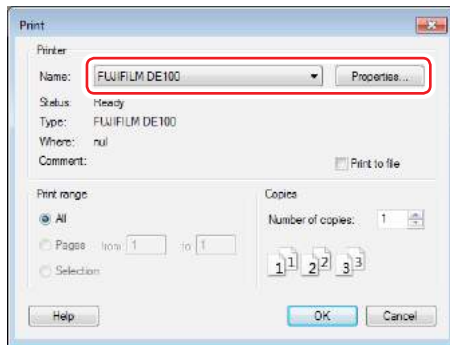 Print
Printer
Name: FUJIFILM DE100 Properties...
Status: Ready
Type: FUJIFILM DE100
Where: nul
Comment: Print to file
Print range
Copies
All
Number of copies: 1
Pages from 1 to 1
Selection
1 1 2 2 3 3
Help OK Cancel